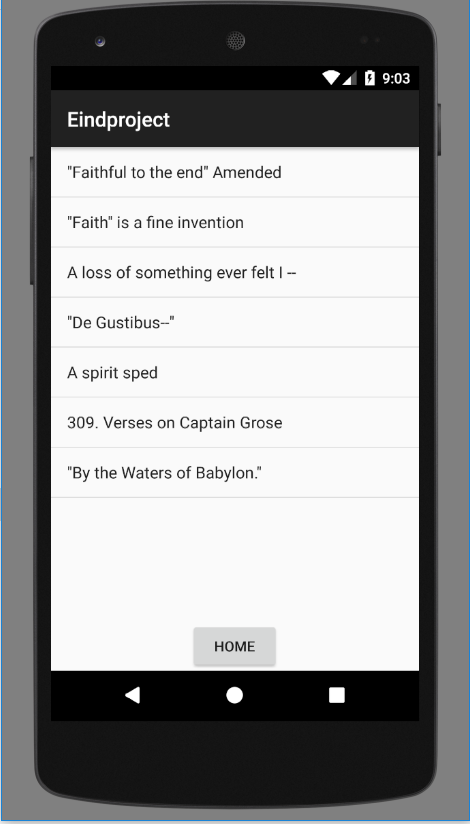 9:03
Eindproject
"Faithful to the end" Amended
"Faith" is a fine invention
A loss of something ever felt I --
"De Gustibus--"
A spirit sped
309. Verses on Captain Grose
"By the Waters of Babylon."
HOME